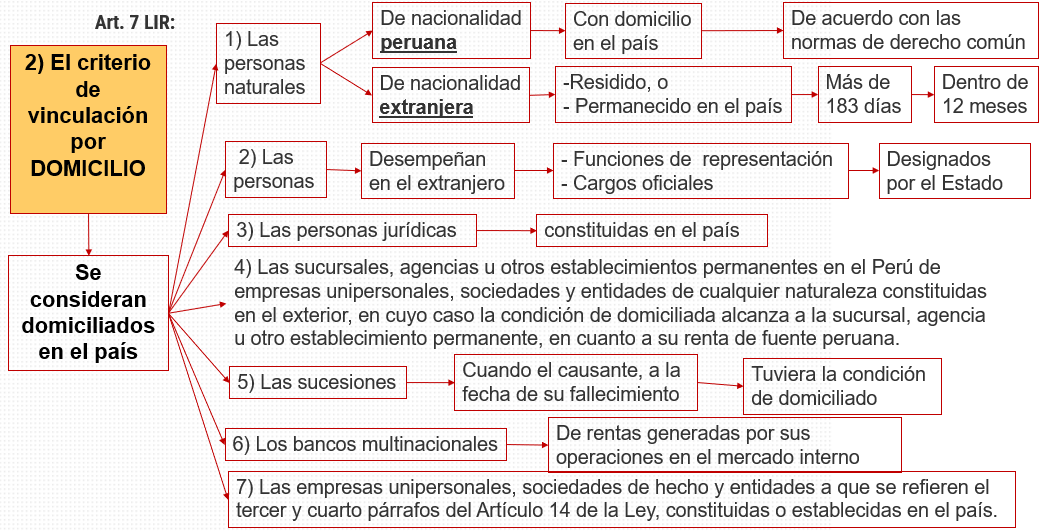 Art. 7 LIR:
2) El criterio
de
vinculación
por
DOMICILIO
Se
consideran
domiciliados
en el país
1) Las
personas
naturales
De nacionalidad
peruana
Con domicilio
en el país
De acuerdo con las
normas de derecho común
De nacionalidad
extranjera
-Residido, o
- Permanecido en el país
Más de
183 días
Dentro de
12 meses
2) Las
personas
Desempeñan
en el extranjero
- Funciones de representación
- Cargos oficiales
Designados
por el Estado
3) Las personas jurídicas
constituidas en el país
4) Las sucursales, agencias u otros establecimientos permanentes en el Perú de
empresas unipersonales, sociedades y entidades de cualquier naturaleza constituidas
en el exterior, en cuyo caso la condición de domiciliada alcanza a la sucursal, agencia
u otro establecimiento permanente, en cuanto a su renta de fuente peruana.
5) Las sucesiones
Cuando el causante, a la
fecha de su fallecimiento
Tuviera la condición
de domiciliado
6) Los bancos multinacionales
De rentas generadas por sus
operaciones en el mercado interno
7) Las empresas unipersonales, sociedades de hecho y entidades a que se refieren el
tercer y cuarto párrafos del Artículo 14 de la Ley, constituidas o establecidas en el país.